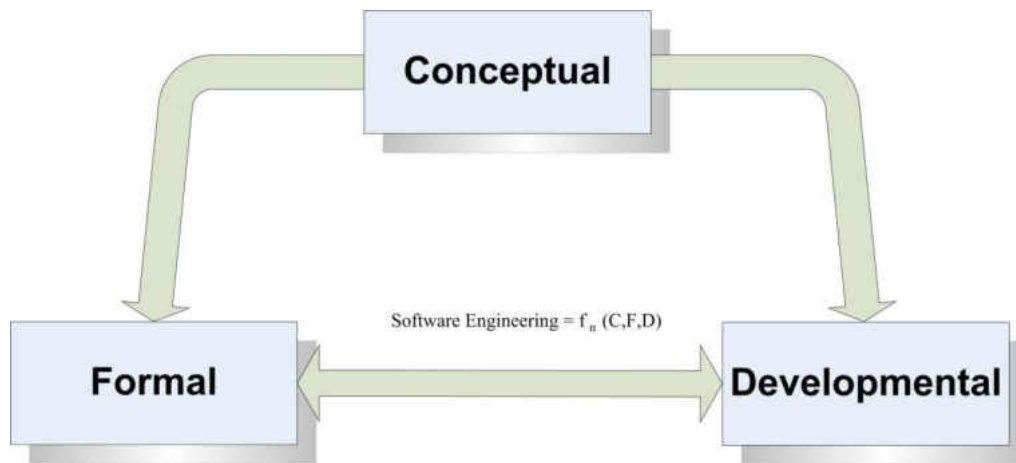 Conceptual
Software Engineering = f n (C,F,D)
Formal
Developmental